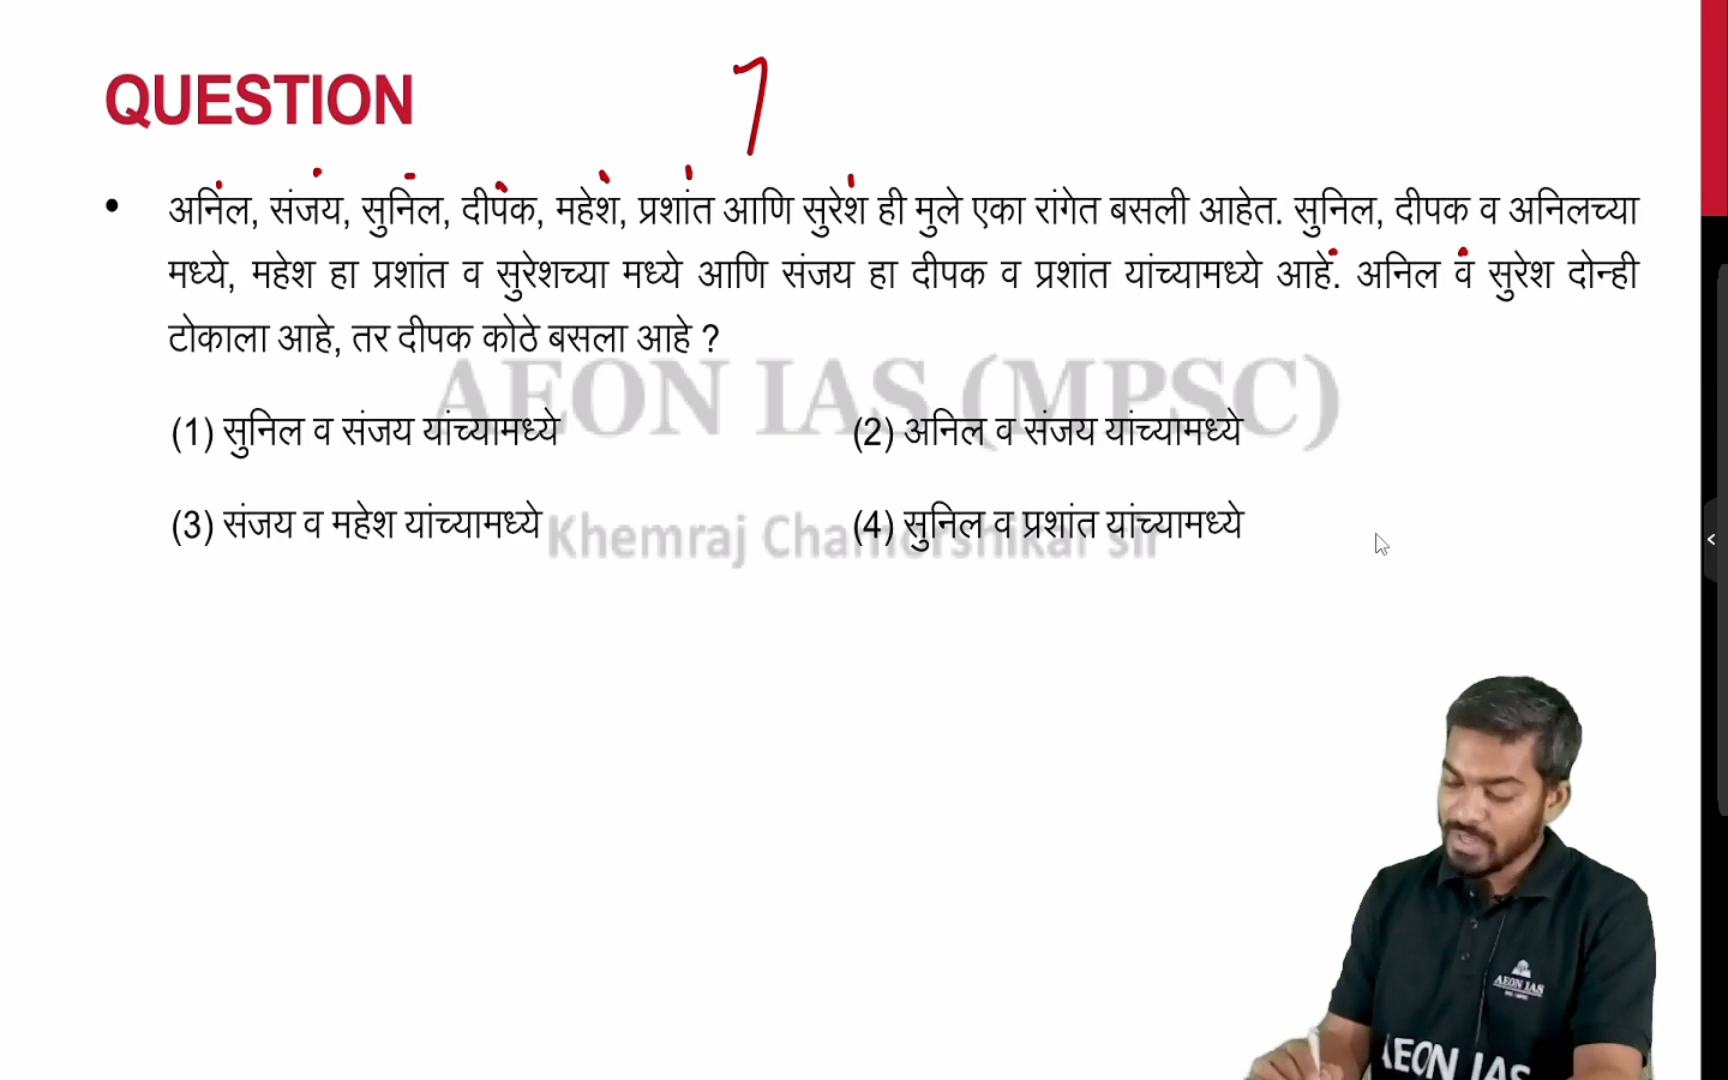 QUESTION
7
• अनिल, संजय, सुनिल, दीपक, महेश, प्रशांत आणि सुरेश ही मुले एका रांगेत बसली आहेत. सुनिल, दीपक व अनिलच्या
मध्ये, महेश हा प्रशांत व सुरेशच्या मध्ये आणि संजय हा दीपक व प्रशांत यांच्यामध्ये आहे. अनिल व सुरेश दोन्ही
टोकाला आहे, तर दीपक कोठे बसला आहे ?
AEON IAS (MPSC)
(1) सुनिल व संजय यांच्यामध्ये (2) अनिल व संजय यांच्यामध्ये
(3) संजय व महेश यांच्यामध्ये (4) सुनिल व प्रशांत यांच्यामध्ये
Khemraj Chamorshikar sir
<
AEON IAS
AEON IAS